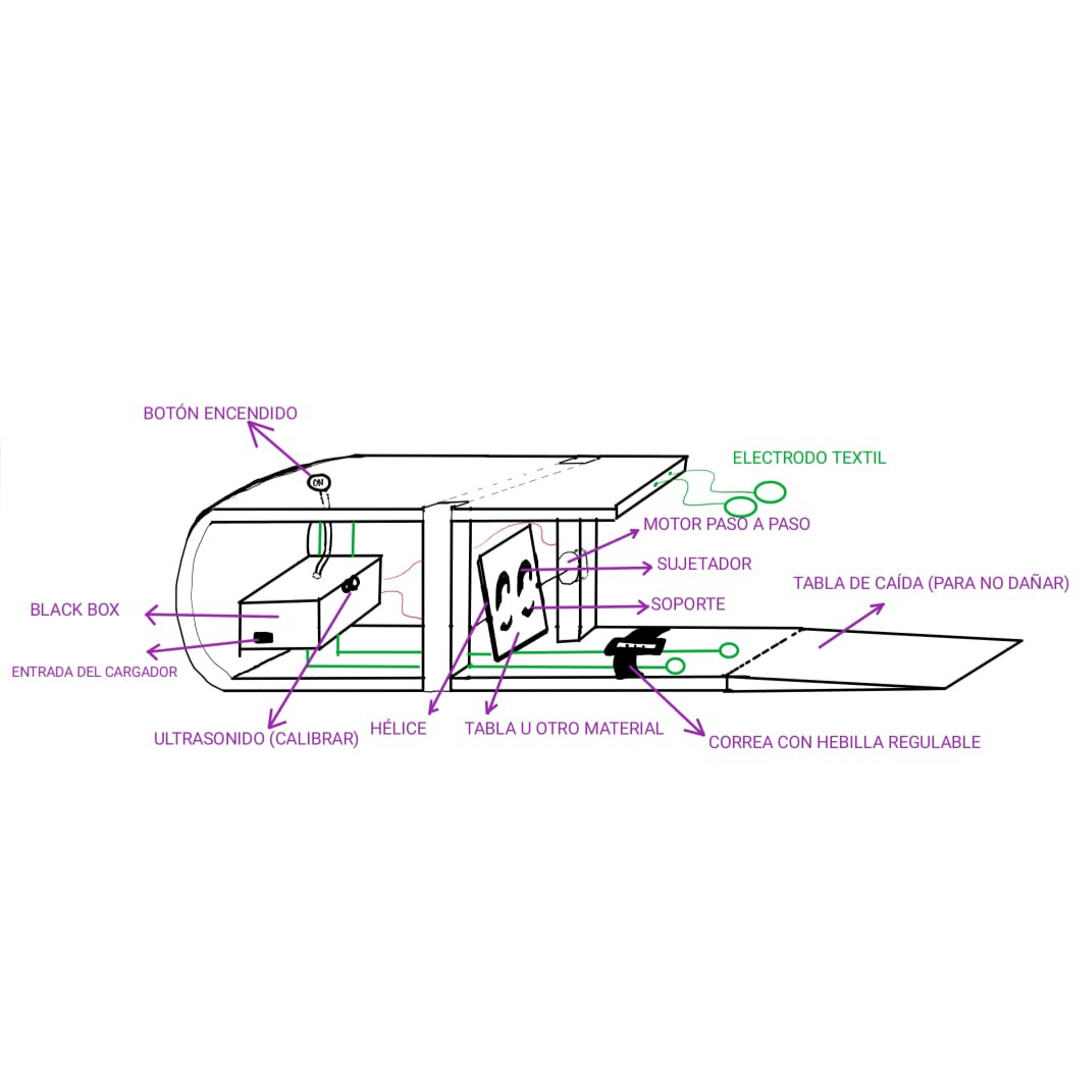 BOTÓN ENCENDIDO
ON
ELECTRODO TEXTIL
MOTOR PASO A PASO
SUJETADOR
TABLA DE CAÍDA (PARA NO DAÑAR)
SOPORTE
BLACK BOX
ENTRADA DEL CARGADOR
ULTRASONIDO (CALIBRAR)
HÉLICE
TABLA U OTRO MATERIAL
CORREA CON HEBILLA REGULABLE